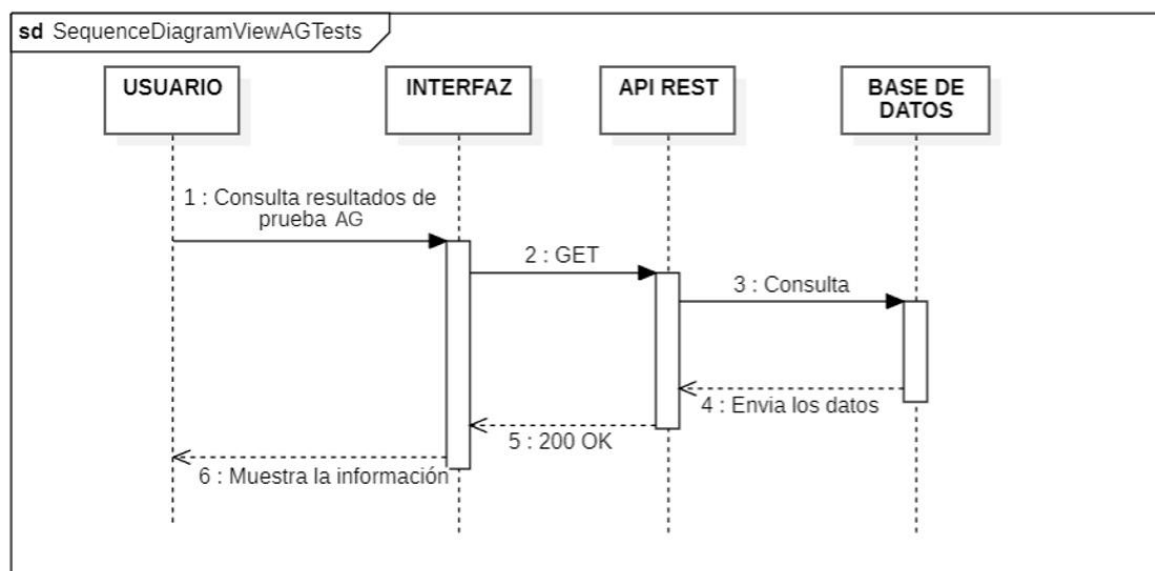 sd SequenceDiagramViewAGTests
USUARIO
INTERFAZ
API REST
BASE DE
DATOS
1 : Consulta resultados de
prueba AG
2 : GET
3 : Consulta
4 : Envia los datos
5 : 200 OK
6 : Muestra la información